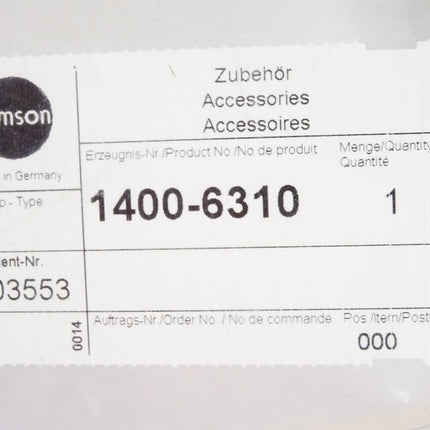 Zubehör
Accessories
Accessoires
mson
in Germany
p - Type
Erzeugnis-Nr./Product No./No de produit
1400-6310
Menge/Quantity
Quantité
1
ent-Nr.
03553
0014
Auftrags-Nr./Order No. / No de commande
Pos./Item/Poste
000